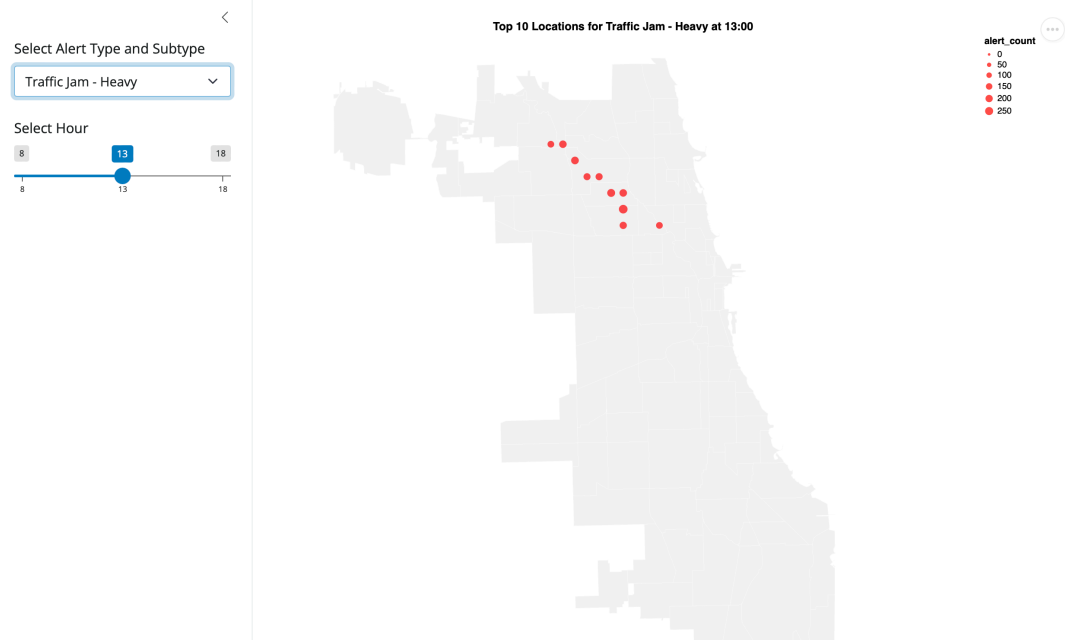 Select Alert Type and Subtype
Traffic Jam - Heavy
Select Hour
8 13 18
8 13 18
Top 10 Locations for Traffic Jam - Heavy at 13:00
alert_count
0
50
100
150
200
250